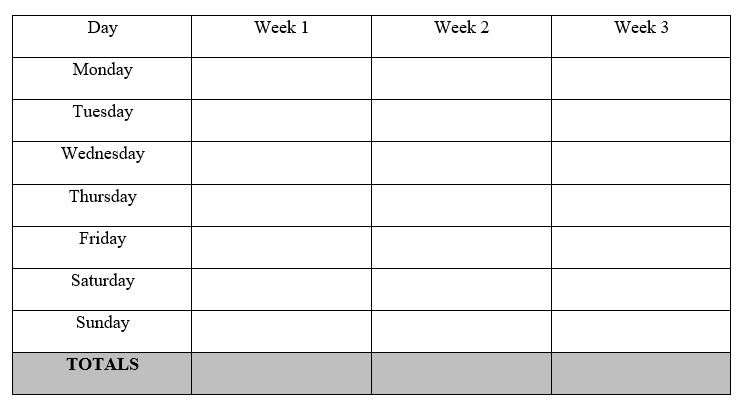 Day Week 1 Week 2 Week 3
Monday
Tuesday
Wednesday
Thursday
Friday
Saturday
Sunday
TOTALS